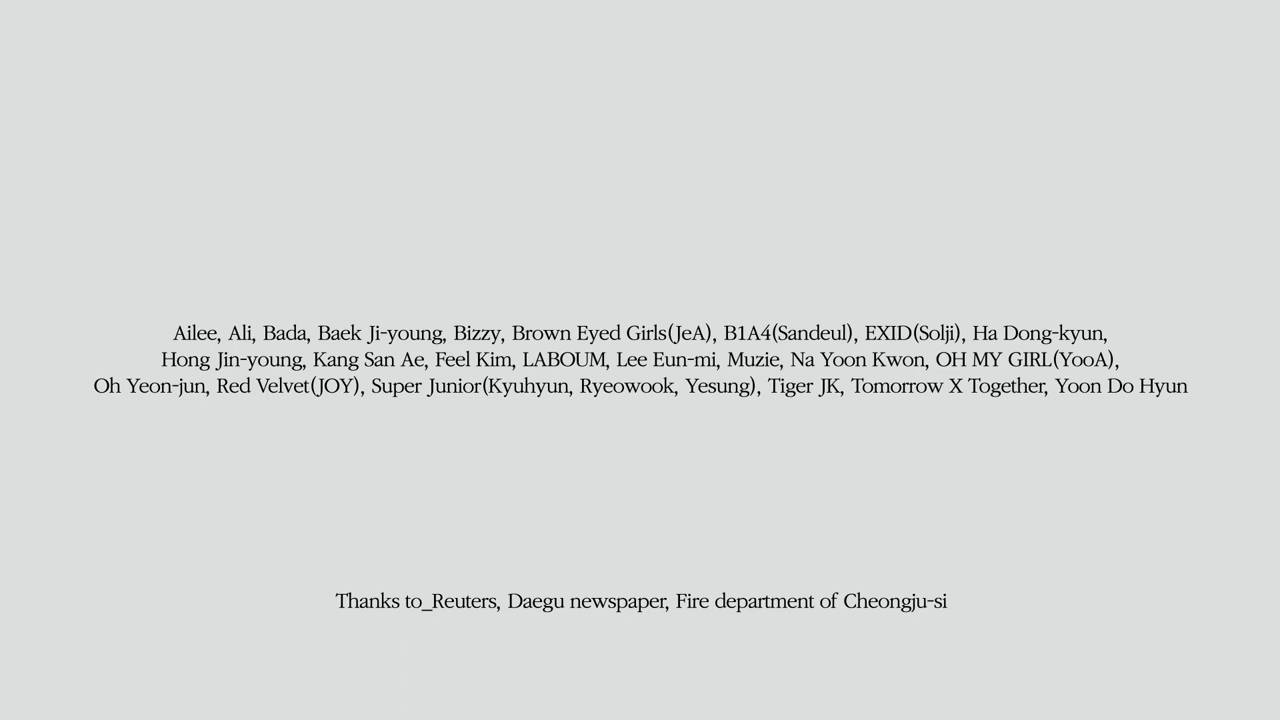 Ailee, Ali, Bada, Baek Ji-young, Bizzy, Brown Eyed Girls(JeA), B1A4(Sandeul), EXID(Solji), Ha Dong-kyun,
Hong Jin-young, Kang San Ae, Feel Kim, LABOUM, Lee Eun-mi, Muzie, Na Yoon Kwon, OH MY GIRL(YooA),
Oh Yeon-jun, Red Velvet(JOY), Super Junior(Kyuhyun, Ryeowook, Yesung), Tiger JK, Tomorrow X Together, Yoon Do Hyun
Thanks to_Reuters, Daegu newspaper, Fire department of Cheongju-si